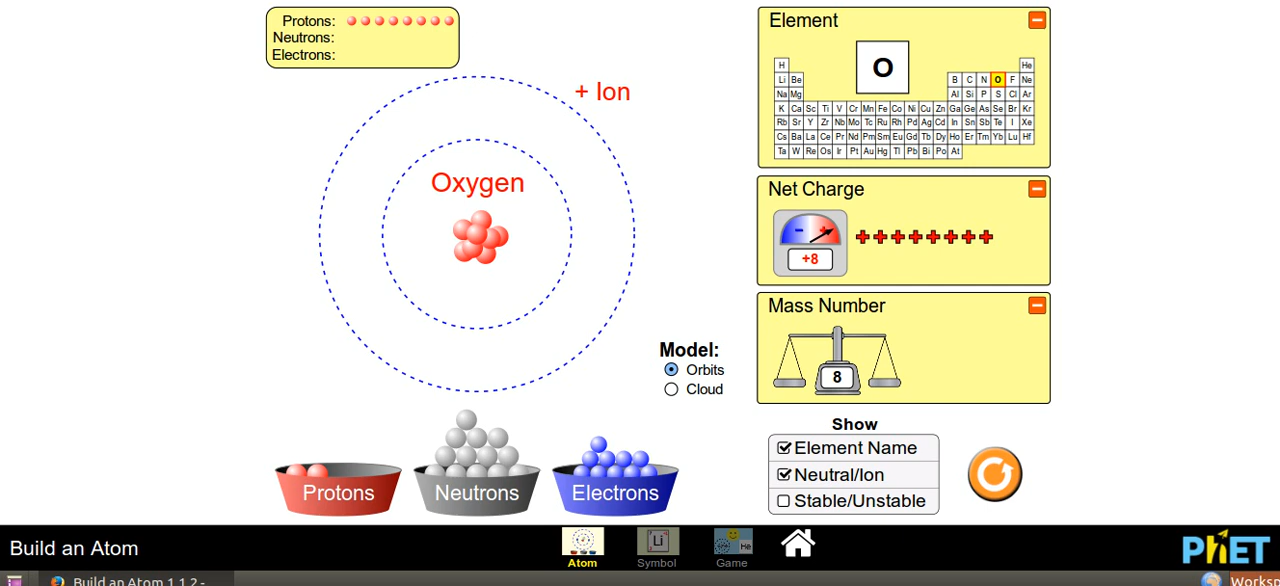 Protons:
Neutrons:
Electrons:
+ Ion
Oxygen
Element
O
H He
Li Be B C N O F Ne
Na Mg Al Si P S Cl Ar
K Ca Sc Ti V Cr Mn Fe Co Ni Cu Zn Ga Ge As Se Br Kr
Rb Sr Y Zr Nb Mo Tc Ru Rh Pd Ag Cd In Sn Sb Te I Xe
Cs Ba La Ce Pr Nd Pm Sm Eu Gd Tb Dy Ho Er Tm Yb Lu Hf
Ta W Re Os Ir Pt Au Hg Tl Pb Bi Po At
Net Charge
- +
+8
Mass Number
8
Model:
Orbits
Cloud
Show
Element Name
Neutral/Ion
Stable/Unstable
Protons
Neutrons
Electrons
Build an Atom
Atom
Li
Symbol
He
Game
PhET
Build an Atom 1.1.2 -
Worksp